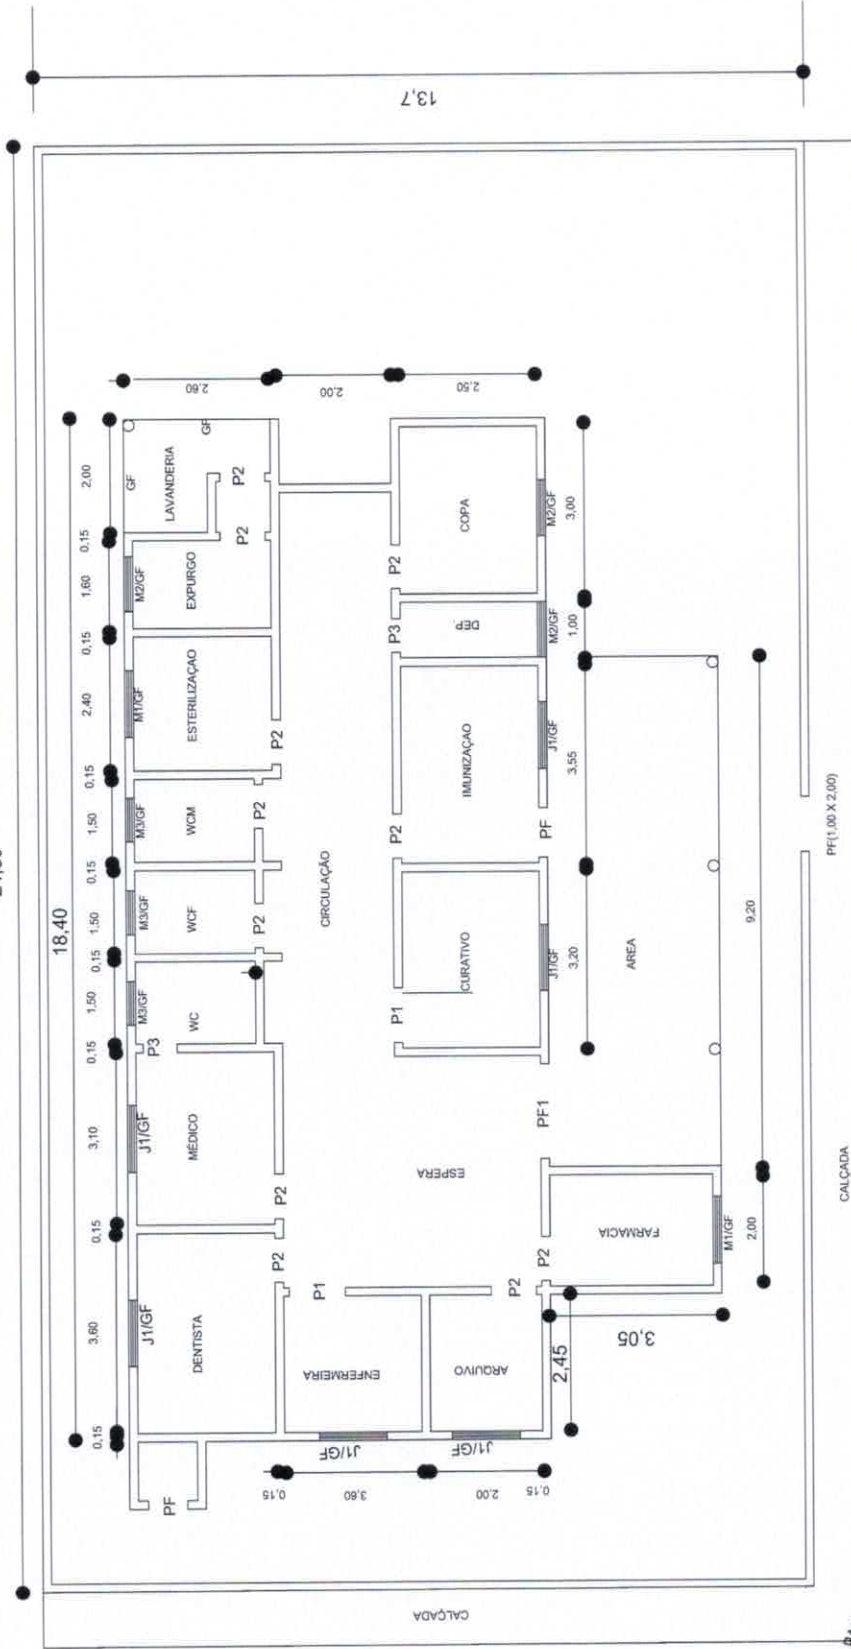 13,7
18,40
0,15
3,60
0,15
3,10
0,15
1,50
0,15
1,50
0,15
1,50
0,15
2,40
0,15
1,60
0,15
2,00
J1/GF
J1/GF
M3/GF
M3/GF
M3/GF
M1/GF
M2/GF
GF
GF
PF
DENTISTA
MÉDICO
P3
WC
WCF
WCM
ESTERILIZAÇAO
EXPURGO
LAVANDERIA
P2
P2
P2
P2
P2
P2
P2
2,60
2,00
2,50
CIRCULAÇÃO
P1
ENFERMEIRA
J1/GF
ARQUIVO
J1/GF
P2
ESPERA
P1
CURATIVO
P2
IMUNIZAÇAO
P3
DEP.
P2
COPA
0,15
3,60
2,00
0,15
P2
PF1
J1/GF
PF
J1/GF
M2/GF
M2/GF
2,45
3,05
FARMACIA
M1/GF
3,20
3,55
1,00
3,00
AREA
2,00
9,20
PF(1,00 X 2,00)
CALÇADA
CALÇADA